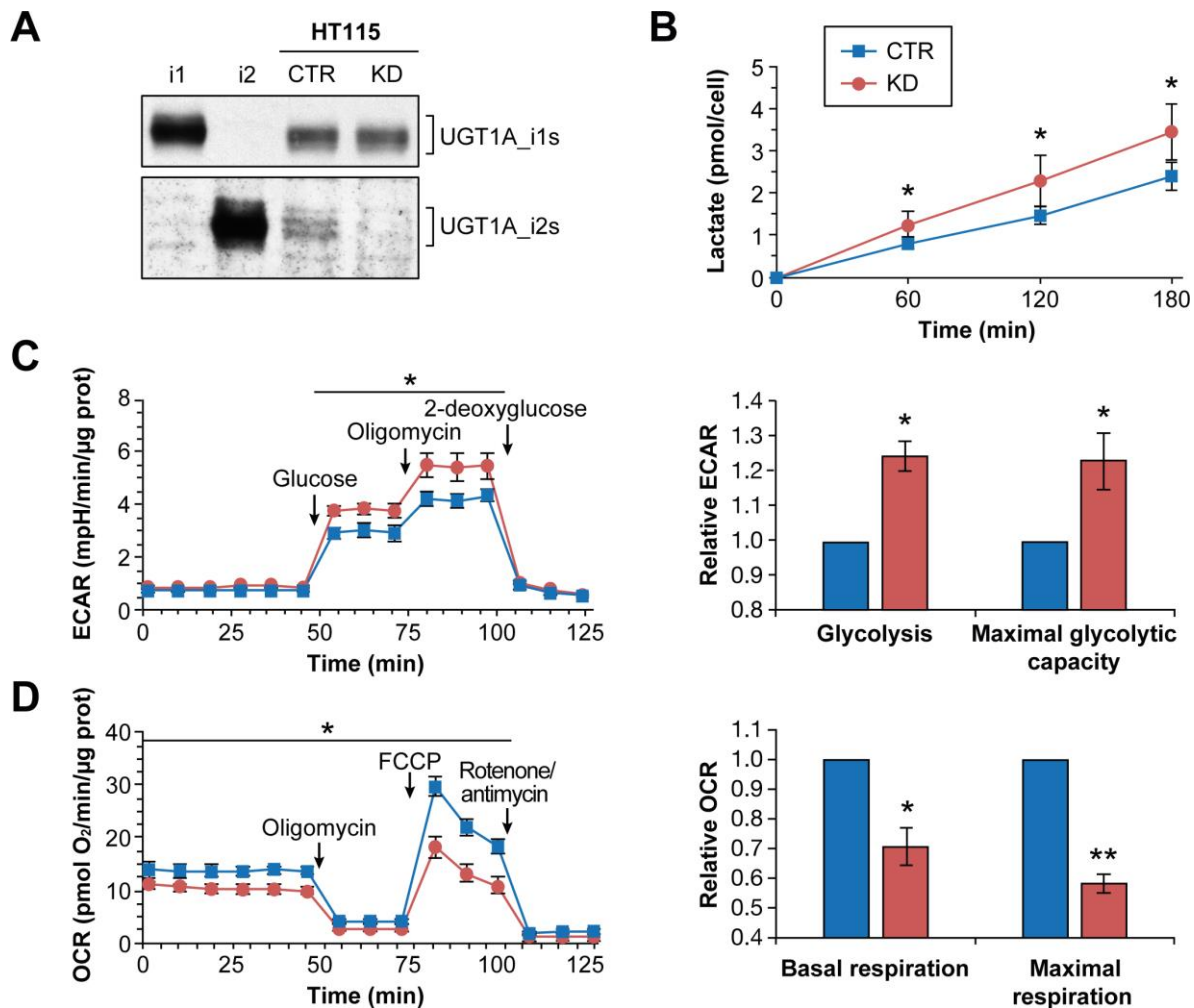 A
HT115
i1 i2 CTR KD
UGT1A_i1s
UGT1A_i2s
B
CTR
KD
Lactate (pmol/cell)
5
4
3
2
1
0
* * *
0 60 120 180
Time (min)
C
ECAR (mpH/min/µg prot)
8
6
4
2
0
*
2-deoxyglucose
Oligomycin
Glucose
0 25 50 75 100 125
Time (min)
Relative ECAR
1.4
1.3
1.2
1.0
0.9
0.8
* *
Glycolysis
Maximal glycolytic
capacity
D
OCR (pmol O₂/min/µg prot)
40
30
20
10
0
*
FCCP
Rotenone/
antimycin
Oligomycin
0 25 50 75 100 125
Time (min)
Relative OCR
1.1
1.0
0.9
0.8
0.7
0.6
0.5
0.4
* **
Basal respiration
Maximal
respiration